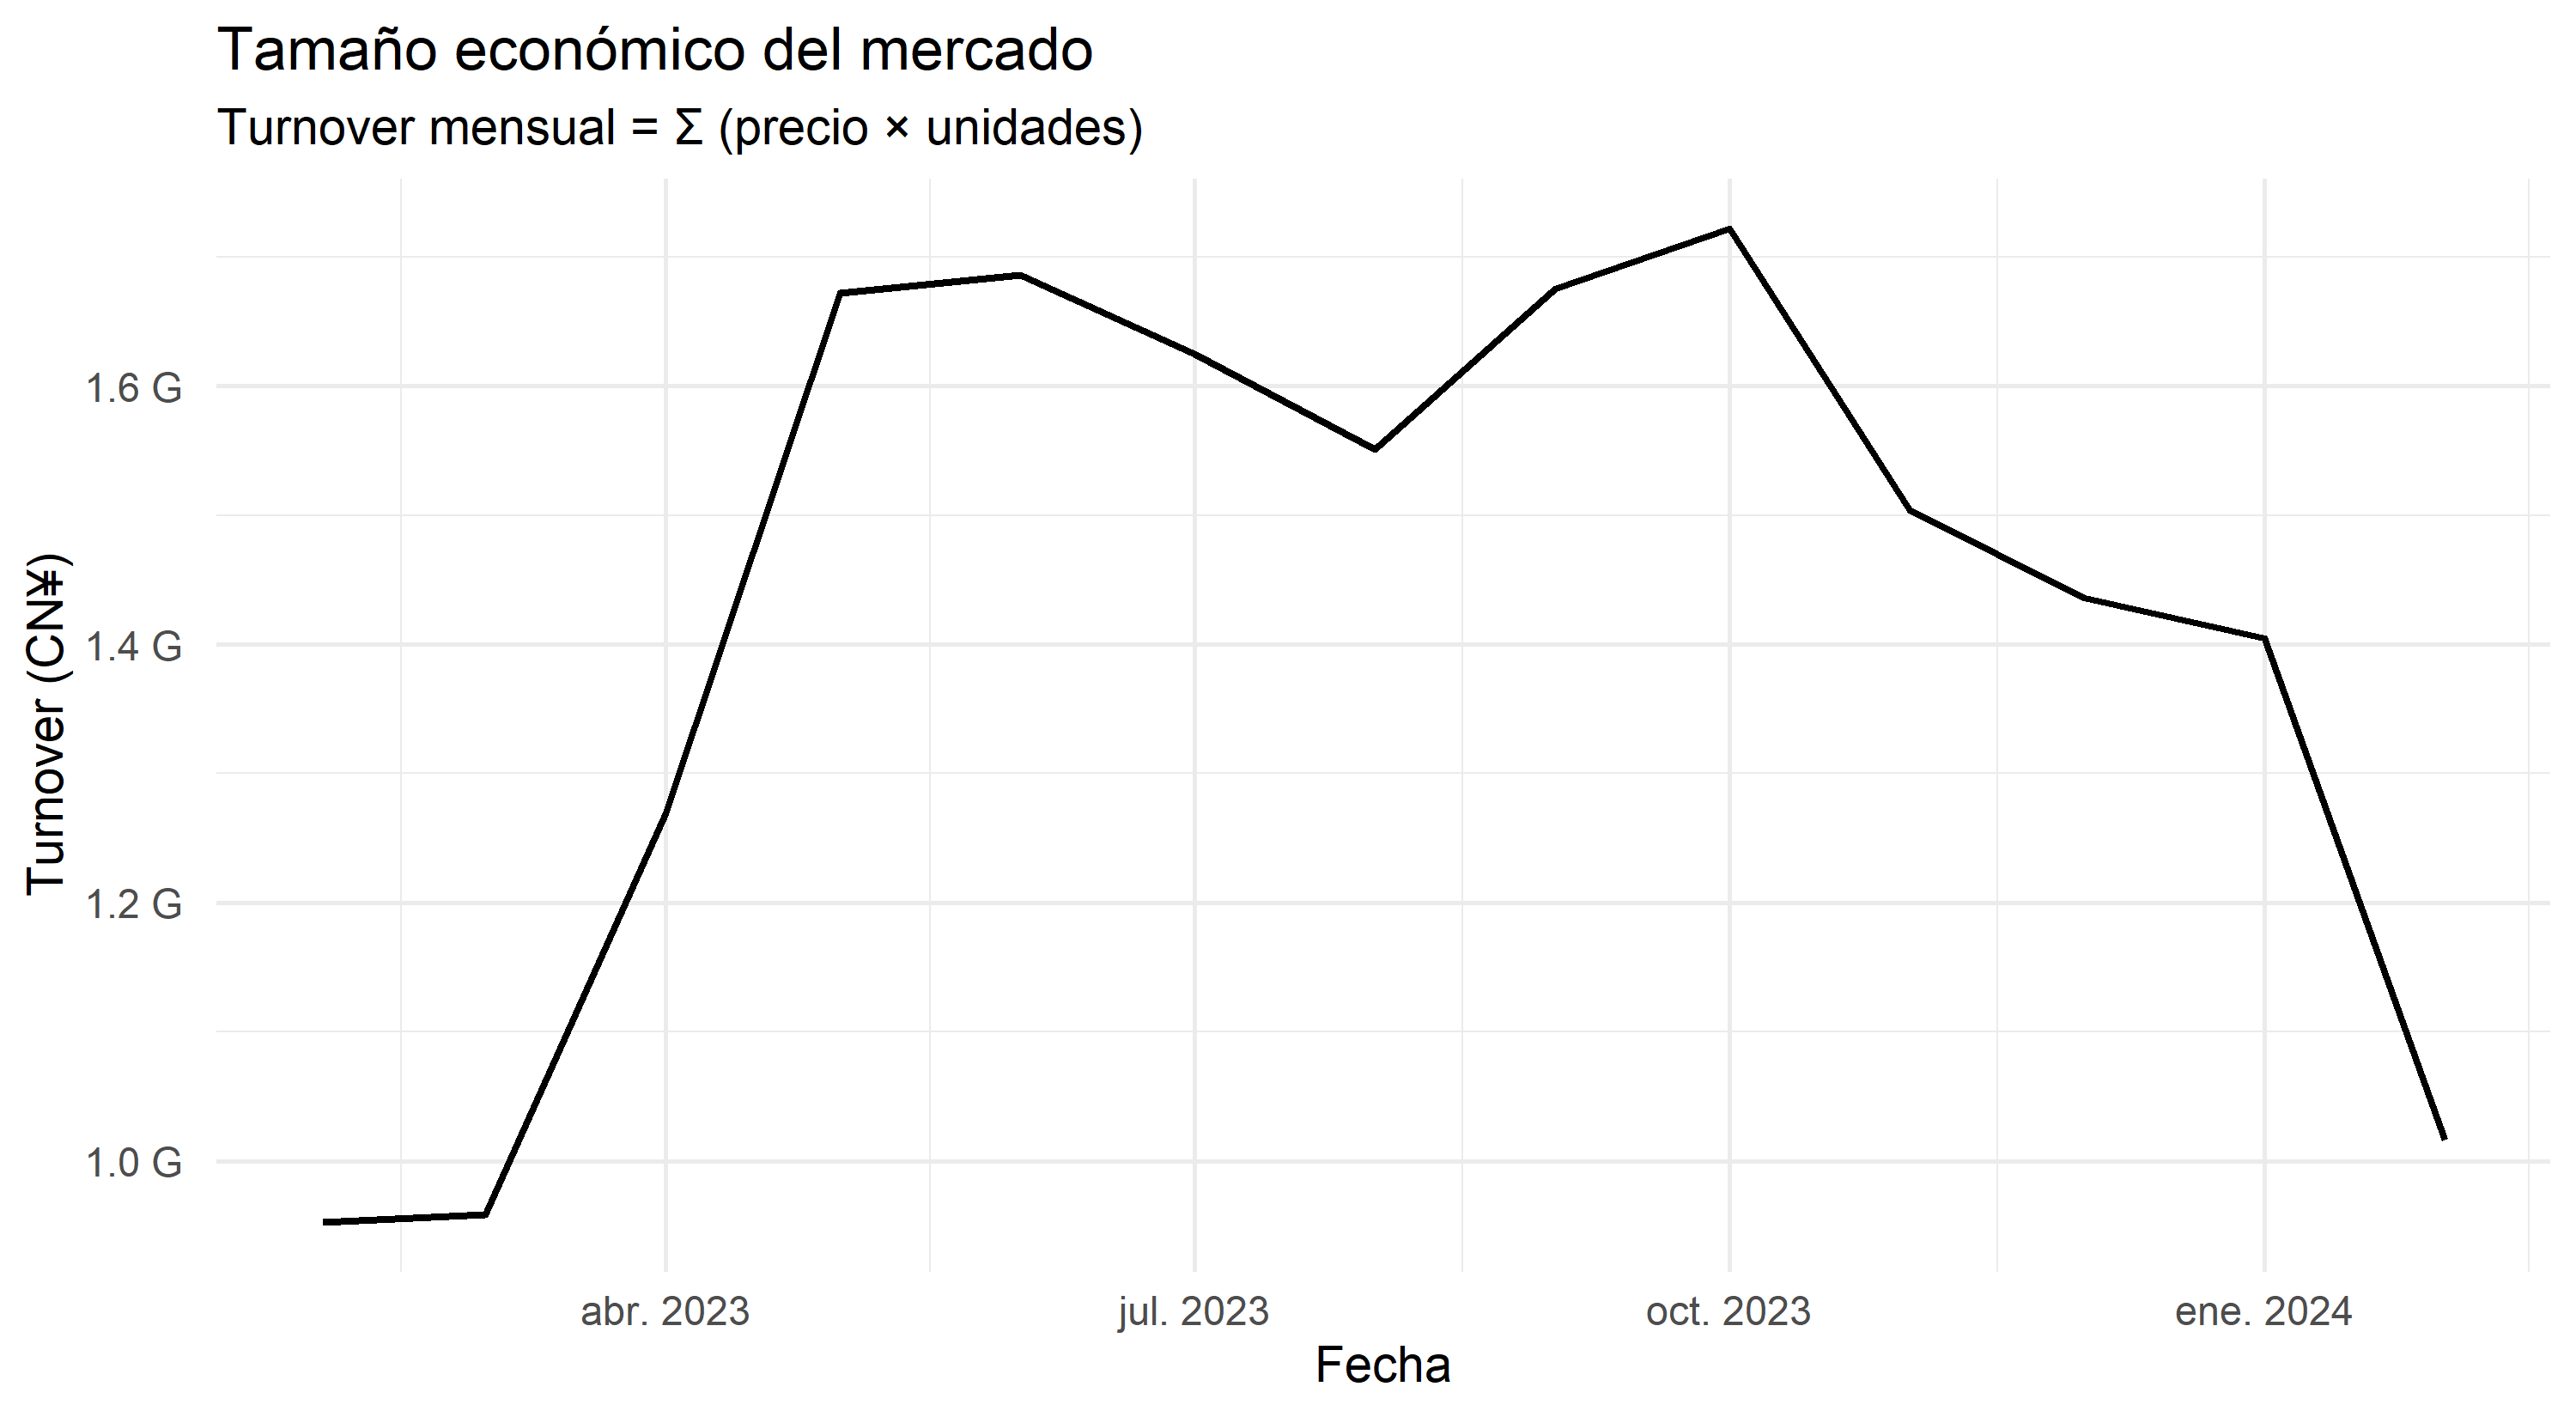 Tamaño económico del mercado
Turnover mensual = Σ (precio × unidades)
Turnover (CN¥)
1.6 G
1.4 G
1.2 G
1.0 G
abr. 2023
jul. 2023
oct. 2023
ene. 2024
Fecha